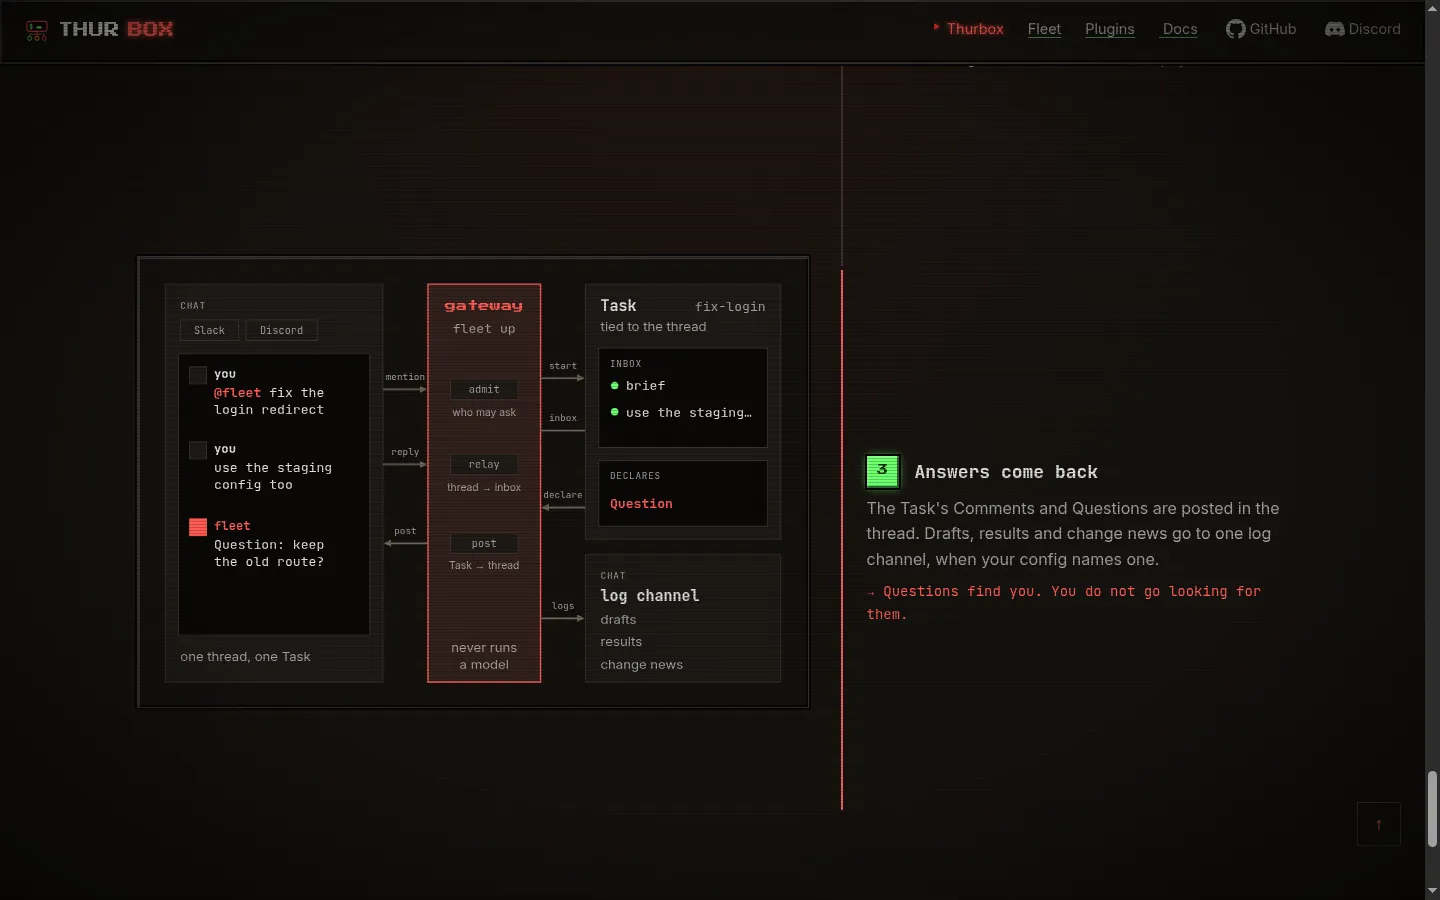 THUR BOX
Thurbox
Fleet
Plugins
Docs
GitHub
Discord
CHAT
Slack
Discord
you
@fleet fix the
login redirect
you
use the staging
config too
fleet
Question: keep
the old route?
one thread, one Task
mention
reply
post
gateway
fleet up
admit
who may ask
relay
thread → inbox
post
Task → thread
never runs
a model
start
inbox
declare
logs
Task fix-login
tied to the thread
INBOX
brief
use the staging…
DECLARES
Question
CHAT
log channel
drafts
results
change news
3 Answers come back
The Task's Comments and Questions are posted in the
thread. Drafts, results and change news go to one log
channel, when your config names one.
→ Questions find you. You do not go looking for
them.
↑